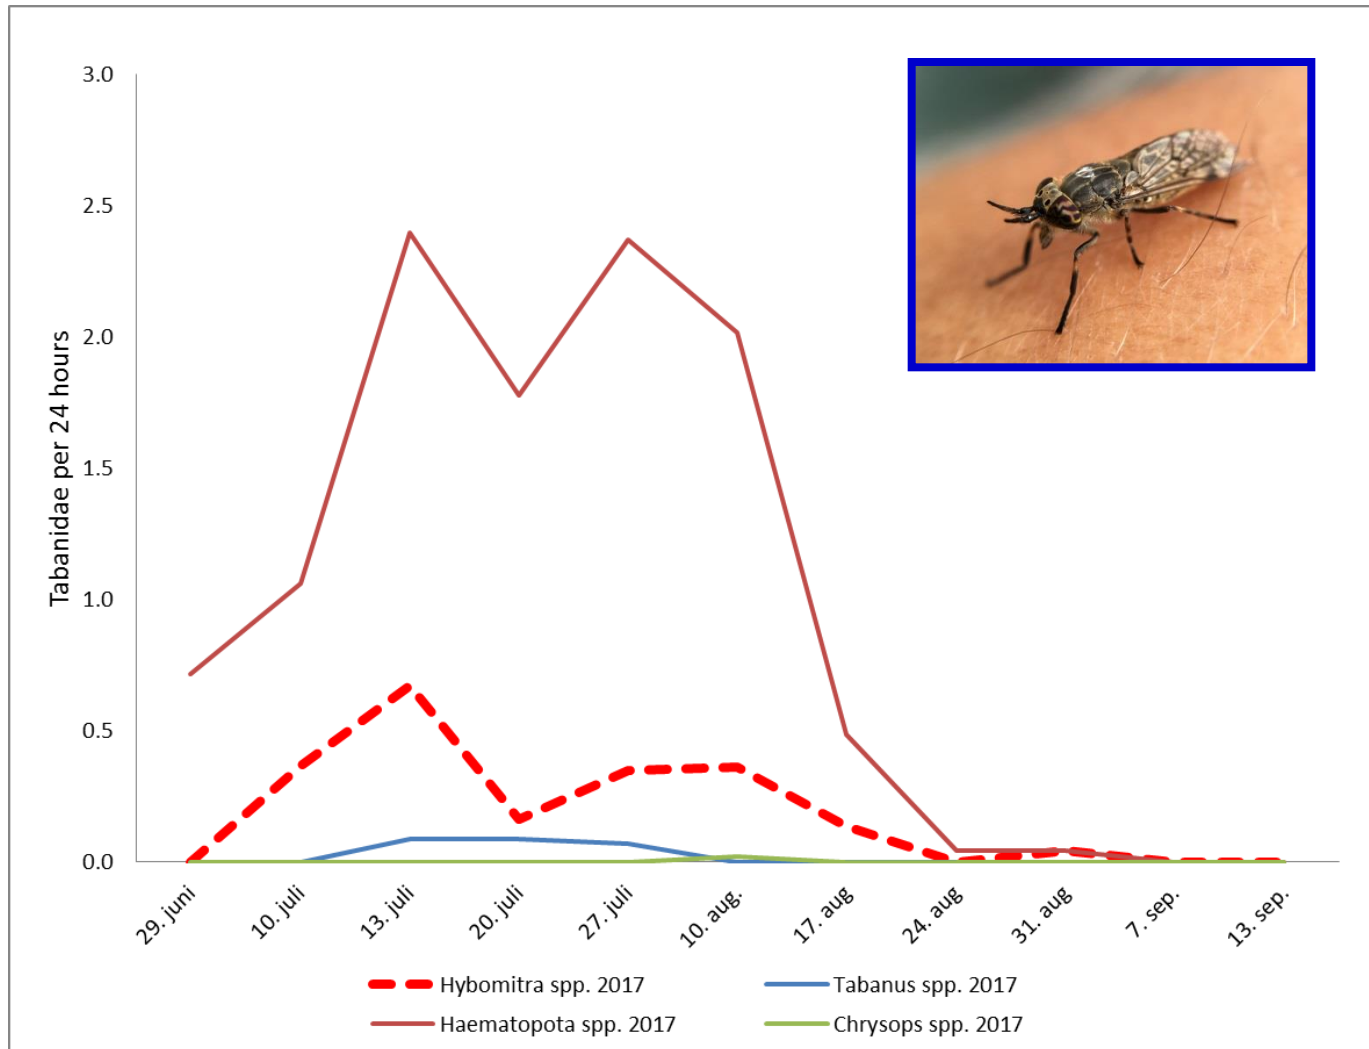 3.0
2.5
2.0
1.5
1.0
0.5
0.0
Tabanidae per 24 hours
29. juni
10. juli
13. juli
20. juli
27. juli
10. aug.
17. aug
24. aug
31. aug
7. sep.
13. sep.
Hybomitra spp. 2017
Tabanus spp. 2017
Haematopota spp. 2017
Chrysops spp. 2017